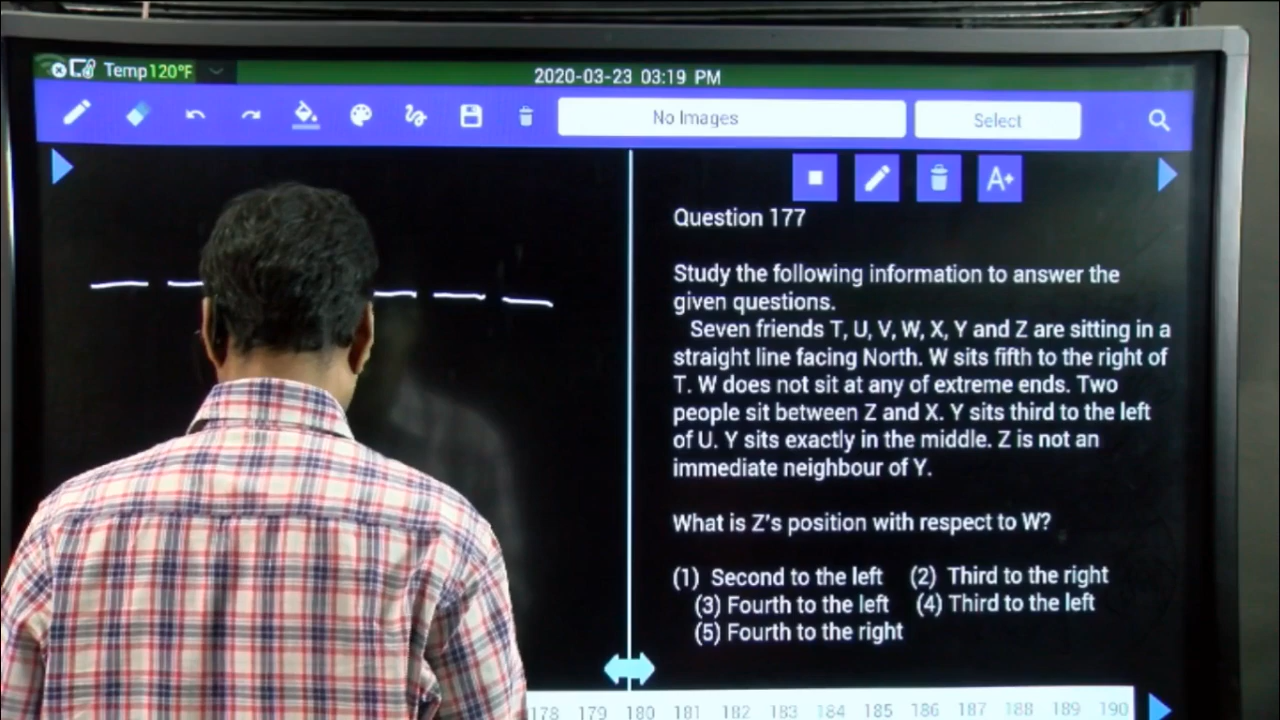 Temp 120°F
2020-03-23 03:19 PM
No Images
Select
A+
Question 177
Study the following information to answer the
given questions.
Seven friends T, U, V, W, X, Y and Z are sitting in a
straight line facing North. W sits fifth to the right of
T. W does not sit at any of extreme ends. Two
people sit between Z and X. Y sits third to the left
of U. Y sits exactly in the middle. Z is not an
immediate neighbour of Y.
What is Z's position with respect to W?
(1) Second to the left (2) Third to the right
(3) Fourth to the left (4) Third to the left
(5) Fourth to the right
178 179 180 181 182 183 184 185 186 187 188 189 190